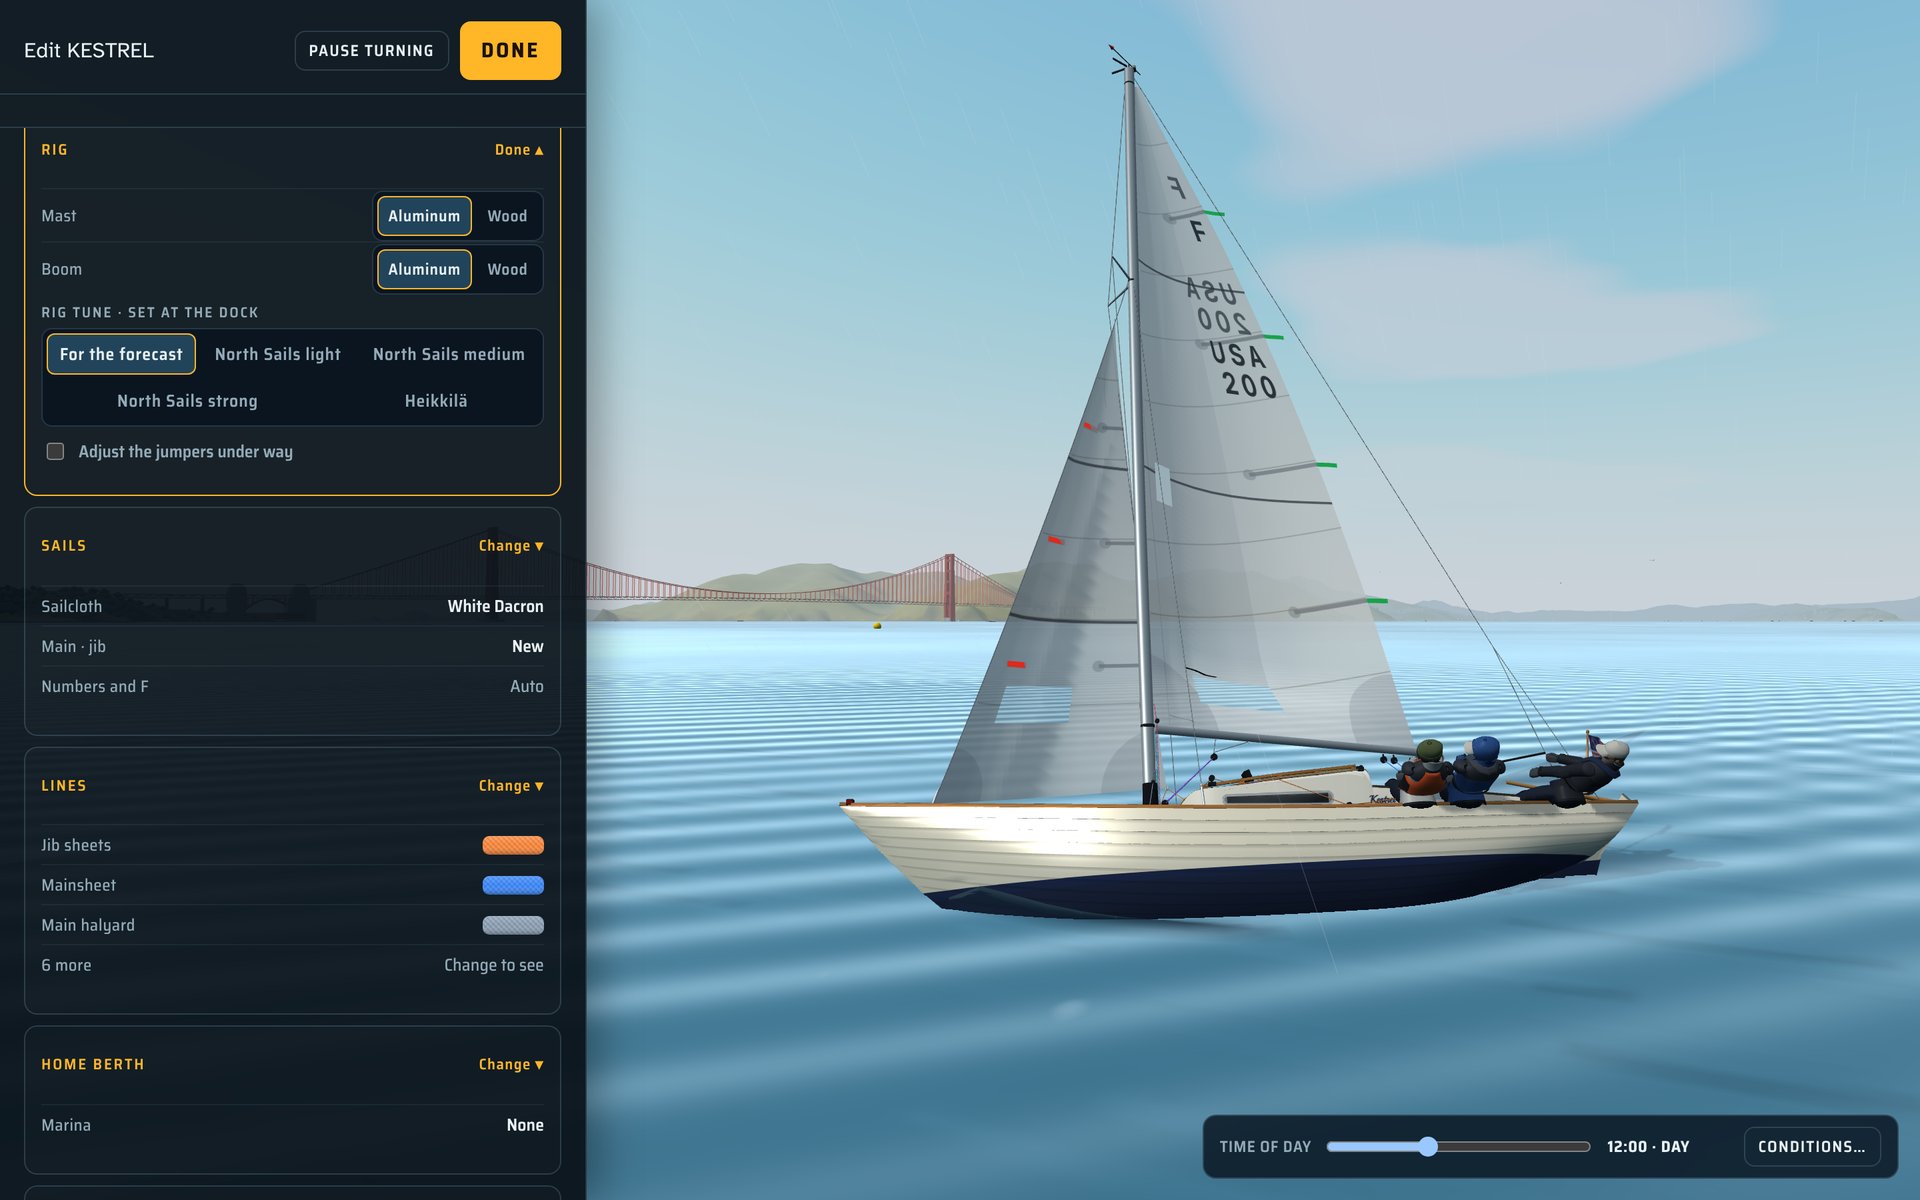 Edit KESTREL
PAUSE TURNING
DONE
RIG
Done ▲
Mast
Aluminum
Wood
Boom
Aluminum
Wood
RIG TUNE · SET AT THE DOCK
For the forecast
North Sails light
North Sails medium
North Sails strong
Heikkilä
Adjust the jumpers under way
SAILS
Change ▼
Sailcloth
White Dacron
Main · jib
New
Numbers and F
Auto
LINES
Change ▼
Jib sheets
Mainsheet
Main halyard
6 more
Change to see
HOME BERTH
Change ▼
Marina
None
F
F
USA
200
USA
200
Kestrel
TIME OF DAY
12:00 · DAY
CONDITIONS...